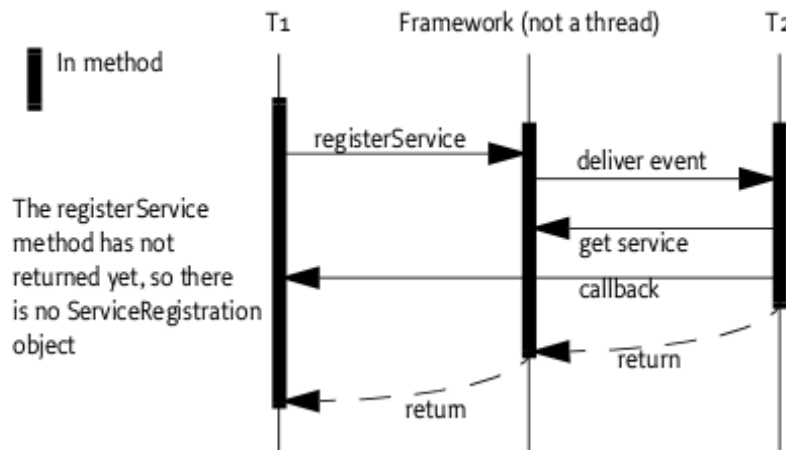 T1
Framework (not a thread)
T2
In method
registerService
deliver event
The registerService
method has not
returned yet, so there
is no ServiceRegistration
object
get service
callback
return
return